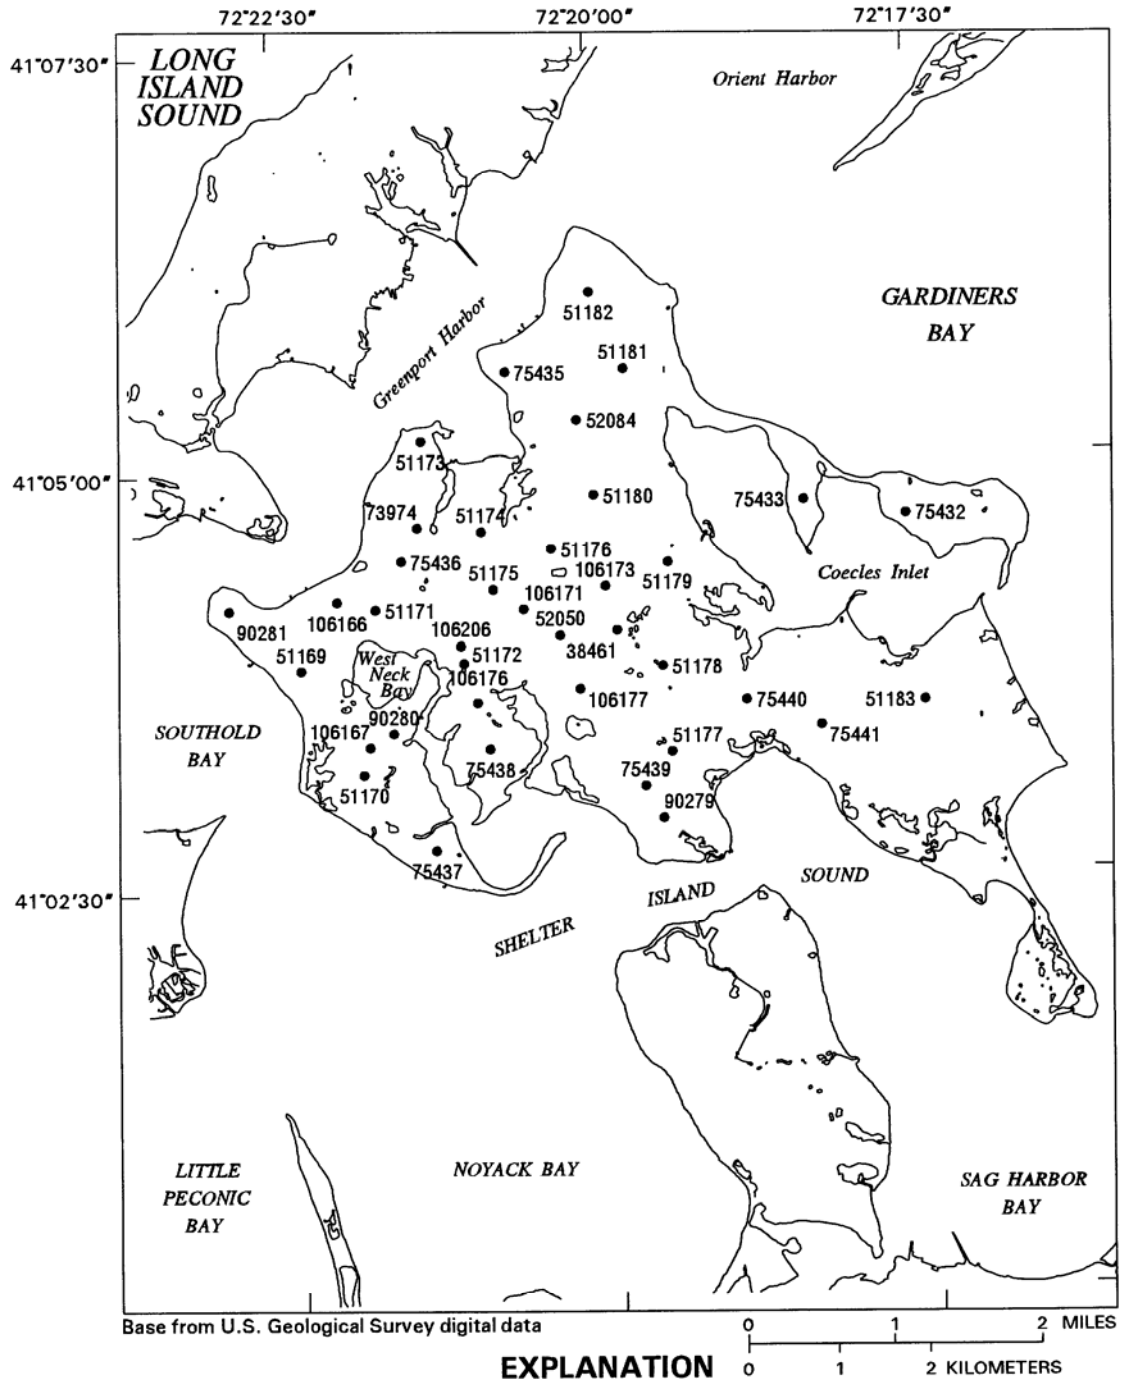 72°22'30" 72°20'00" 72°17'30"
41°07'30"
LONG
ISLAND
SOUND
Orient Harbor
GARDINERS
BAY
51182
Greenport Harbor
51181
75435
52084
51173
41°05'00"
51180
75433
75432
73974
51174
51176
75436
51175
106173
51179
Coecles Inlet
106171
106166
51171
52050
90281
106206
38461
51169
West
Neck
Bay
51172
51178
106176
106177
75440
51183
90280
SOUTHOLD
BAY
106167
51177
75441
75438
75439
51170
90279
75437
SOUND
41°02'30"
ISLAND
SHELTER
LITTLE
PECONIC
BAY
NOYACK BAY
SAG HARBOR
BAY
Base from U.S. Geological Survey digital data
0 1 2 MILES
EXPLANATION
0 1 2 KILOMETERS